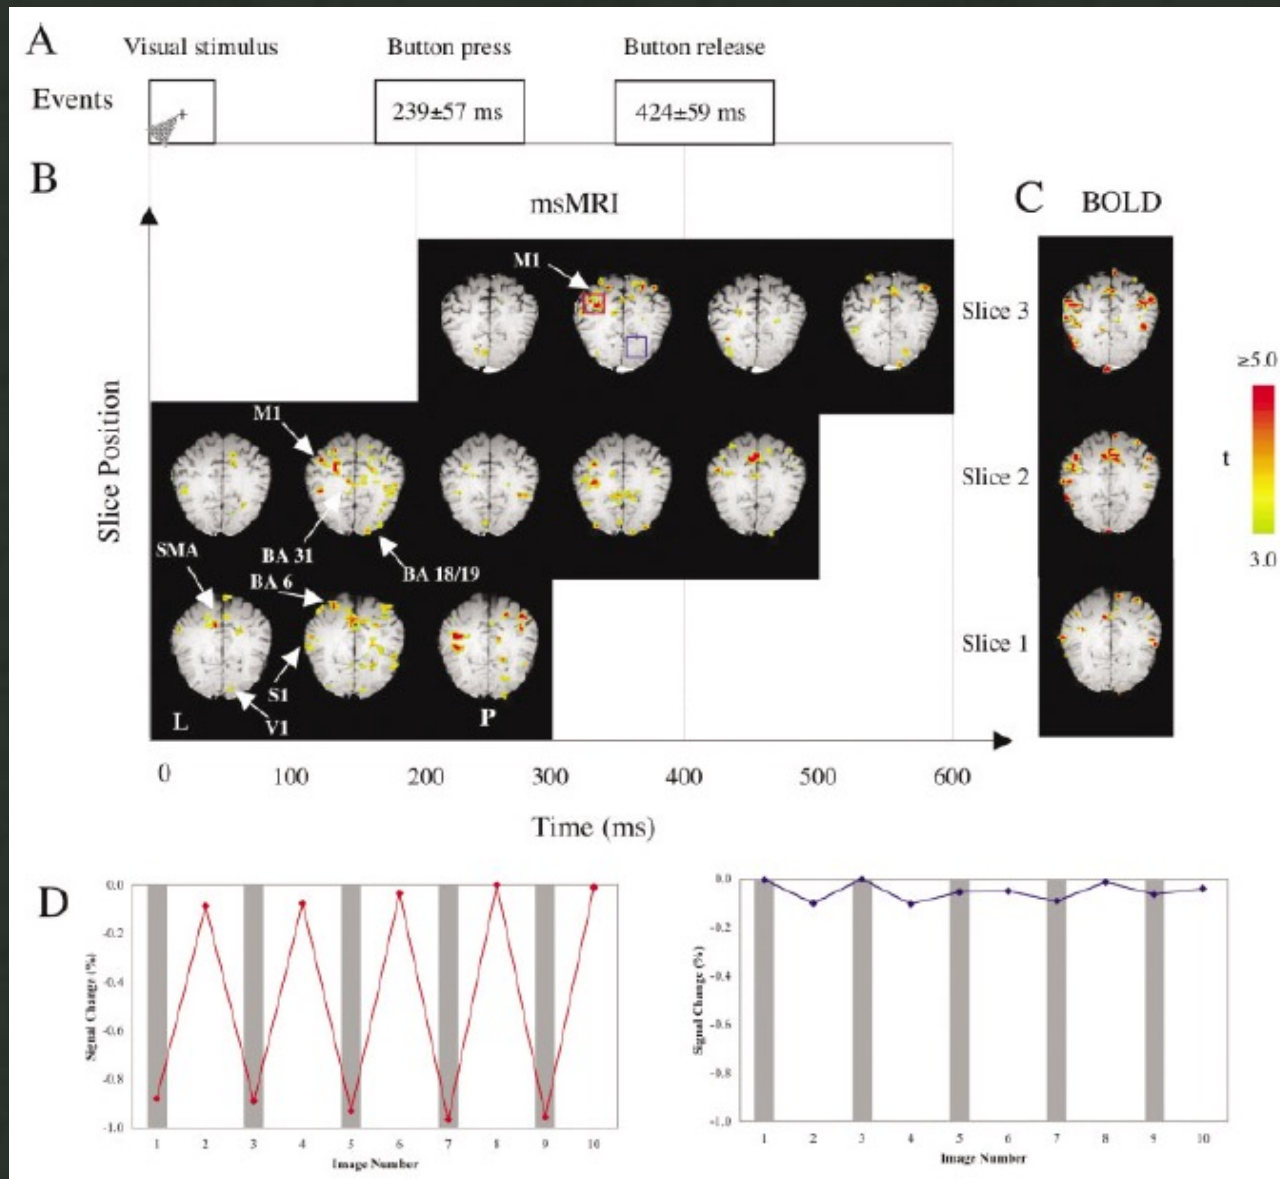 A
Visual stimulus
Button press
Button release
Events
239±57 ms
424±59 ms
B
msMRI
C
BOLD
M1
Slice 3
≥5.0
t
3.0
Slice Position
M1
Slice 2
BA 31
BA 18/19
SMA
BA 6
Slice 1
S1
V1
L
P
0 100 200 300 400 500 600
Time (ms)
D
Signal Change (%)
0.0
-0.2
-0.4
-0.6
-0.8
-1.0
1 2 3 4 5 6 7 8 9 10
Image Number
Signal Change (%)
0.0
-0.2
-0.4
-0.6
-0.8
-1.0
1 2 3 4 5 6 7 8 9 10
Image Number